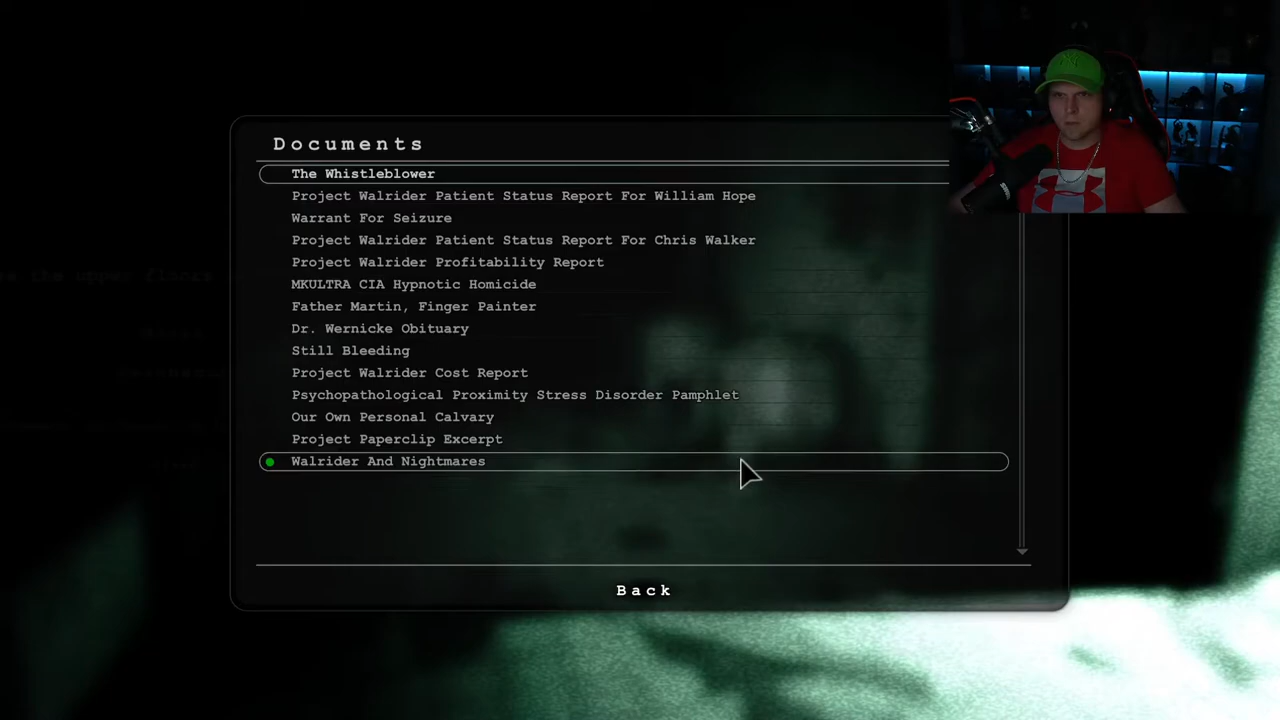 Documents
The Whistleblower
Project Walrider Patient Status Report For William Hope
Warrant For Seizure
Project Walrider Patient Status Report For Chris Walker
Project Walrider Profitability Report
MKULTRA CIA Hypnotic Homicide
Father Martin, Finger Painter
Dr. Wernicke Obituary
Still Bleeding
Project Walrider Cost Report
Psychopathological Proximity Stress Disorder Pamphlet
Our Own Personal Calvary
Project Paperclip Excerpt
Walrider And Nightmares
Back